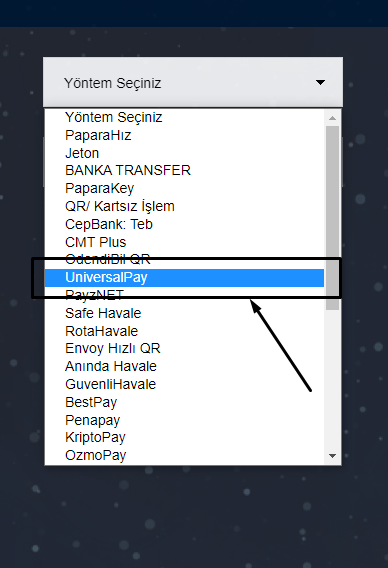 Yöntem Seçiniz
Yöntem Seçiniz
PaparaHız
Jeton
BANKA TRANSFER
PaparaKey
QR/ Kartsız İşlem
CepBank: Teb
CMT Plus
OdendiBil QR
UniversalPay
PayzNET
Safe Havale
RotaHavale
Envoy Hızlı QR
Anında Havale
GuvenliHavale
BestPay
Penapay
KriptoPay
OzmoPay